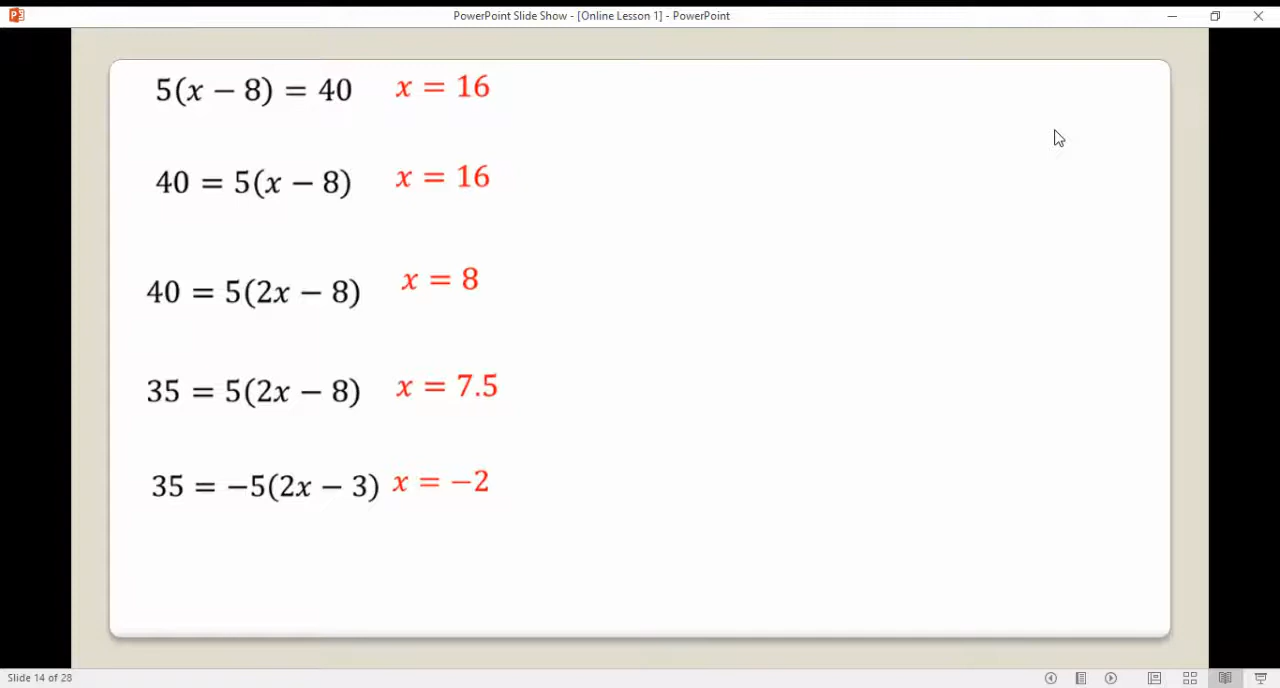 PowerPoint Slide Show - [Online Lesson 1] - PowerPoint
5(x − 8) = 40 x = 16
40 = 5(x − 8) x = 16
40 = 5(2x − 8) x = 8
35 = 5(2x − 8) x = 7.5
35 = −5(2x − 3) x = −2
Slide 14 of 28